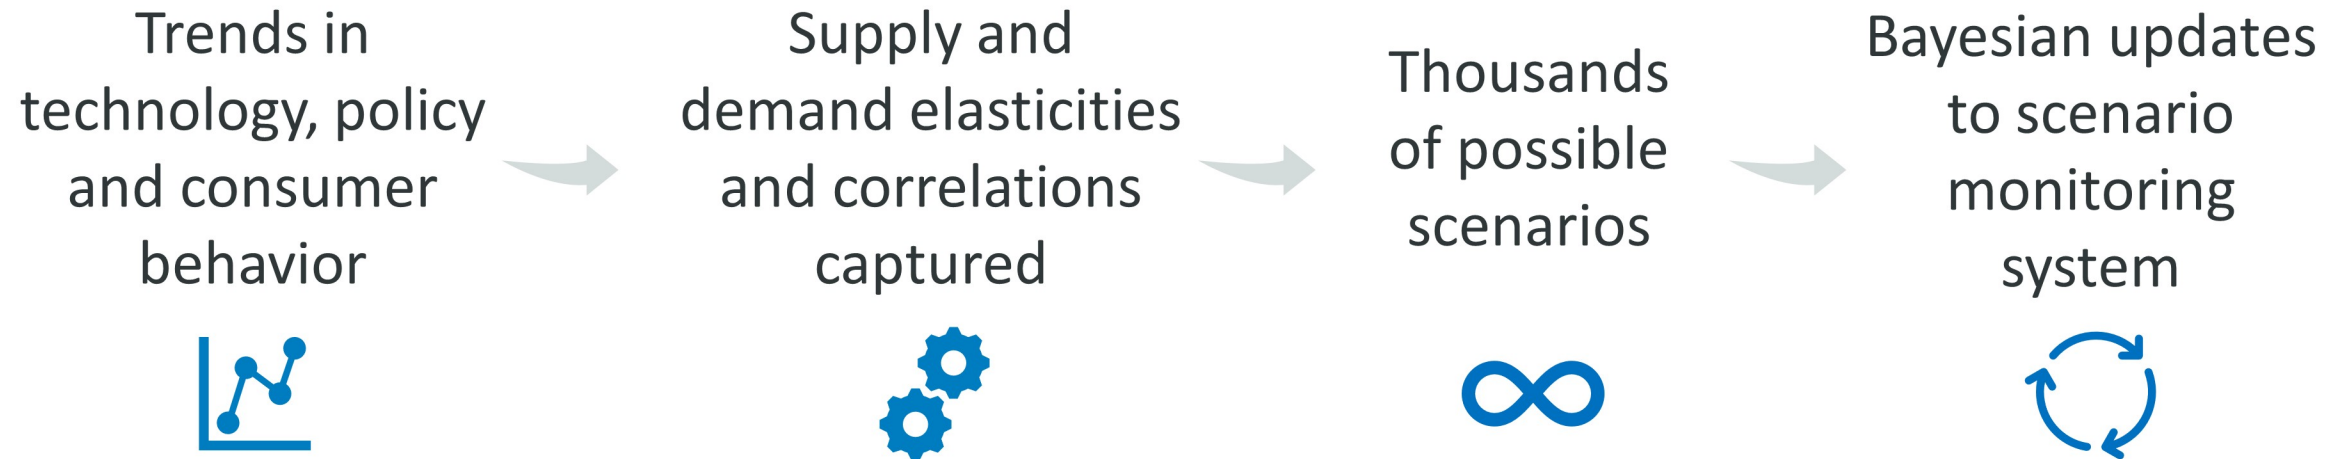 Trends in
technology, policy
and consumer
behavior
Supply and
demand elasticities
and correlations
captured
Thousands
of possible
scenarios
Bayesian updates
to scenario
monitoring
system